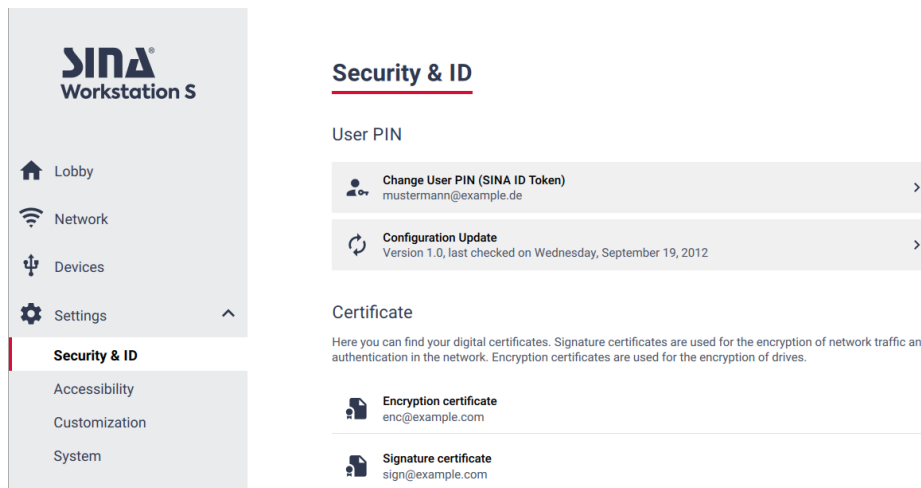 SINA®
Workstation S
Lobby
Network
Devices
Settings
Security & ID
Accessibility
Customization
System
Security & ID
User PIN
Change User PIN (SINA ID Token)
mustermann@example.de
Configuration Update
Version 1.0, last checked on Wednesday, September 19, 2012
Certificate
Here you can find your digital certificates. Signature certificates are used for the encryption of network traffic an
authentication in the network. Encryption certificates are used for the encryption of drives.
Encryption certificate
enc@example.com
Signature certificate
sign@example.com